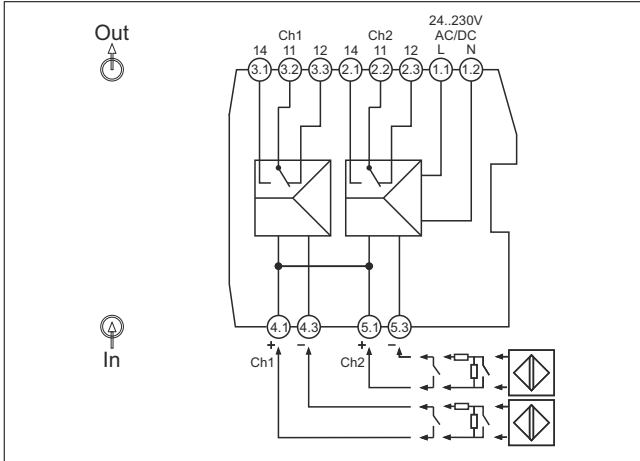 Out
Ch1 Ch2 24..230V
AC/DC
14 11 12 14 11 12 L N
3.1 3.2 3.3 2.1 2.2 2.3 1.1 1.2
4.1 4.3 5.1 5.3
+ − + −
In
Ch1 Ch2